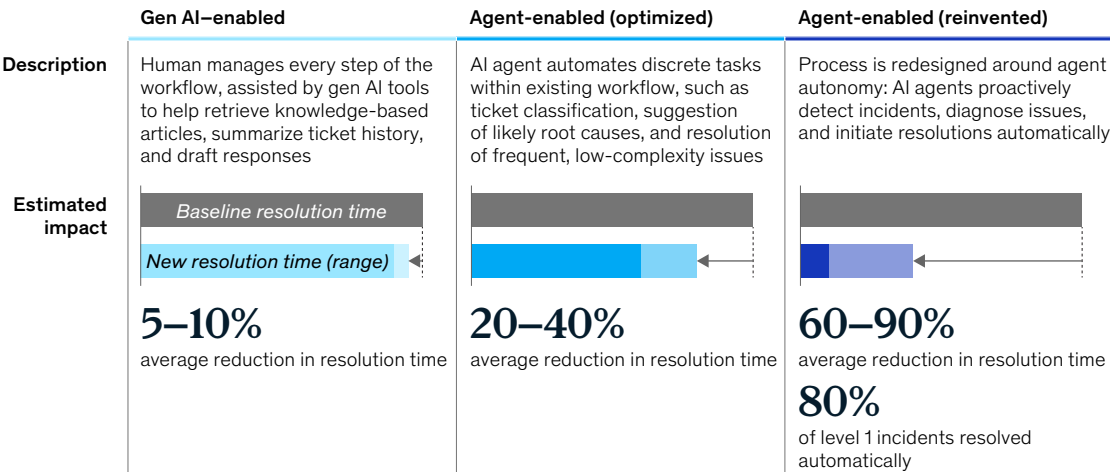 Gen AI–enabled
Agent-enabled (optimized)
Agent-enabled (reinvented)
Description
Human manages every step of the
workflow, assisted by gen AI tools
to help retrieve knowledge-based
articles, summarize ticket history,
and draft responses
AI agent automates discrete tasks
within existing workflow, such as
ticket classification, suggestion
of likely root causes, and resolution
of frequent, low-complexity issues
Process is redesigned around agent
autonomy: AI agents proactively
detect incidents, diagnose issues,
and initiate resolutions automatically
Estimated
impact
Baseline resolution time
New resolution time (range)
5–10%
average reduction in resolution time
20–40%
average reduction in resolution time
60–90%
average reduction in resolution time
80%
of level 1 incidents resolved
automatically